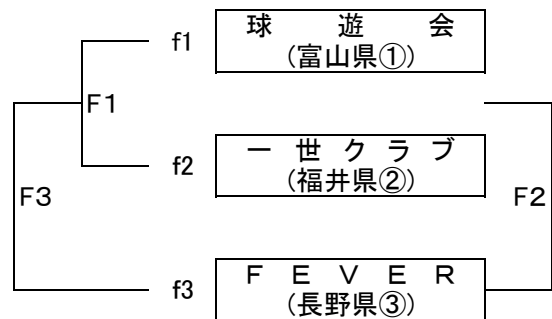 f1 球遊会
(富山県①)
F1
f2 一世クラブ
(福井県②)
F3 F2
f3 FEVER
(長野県③)